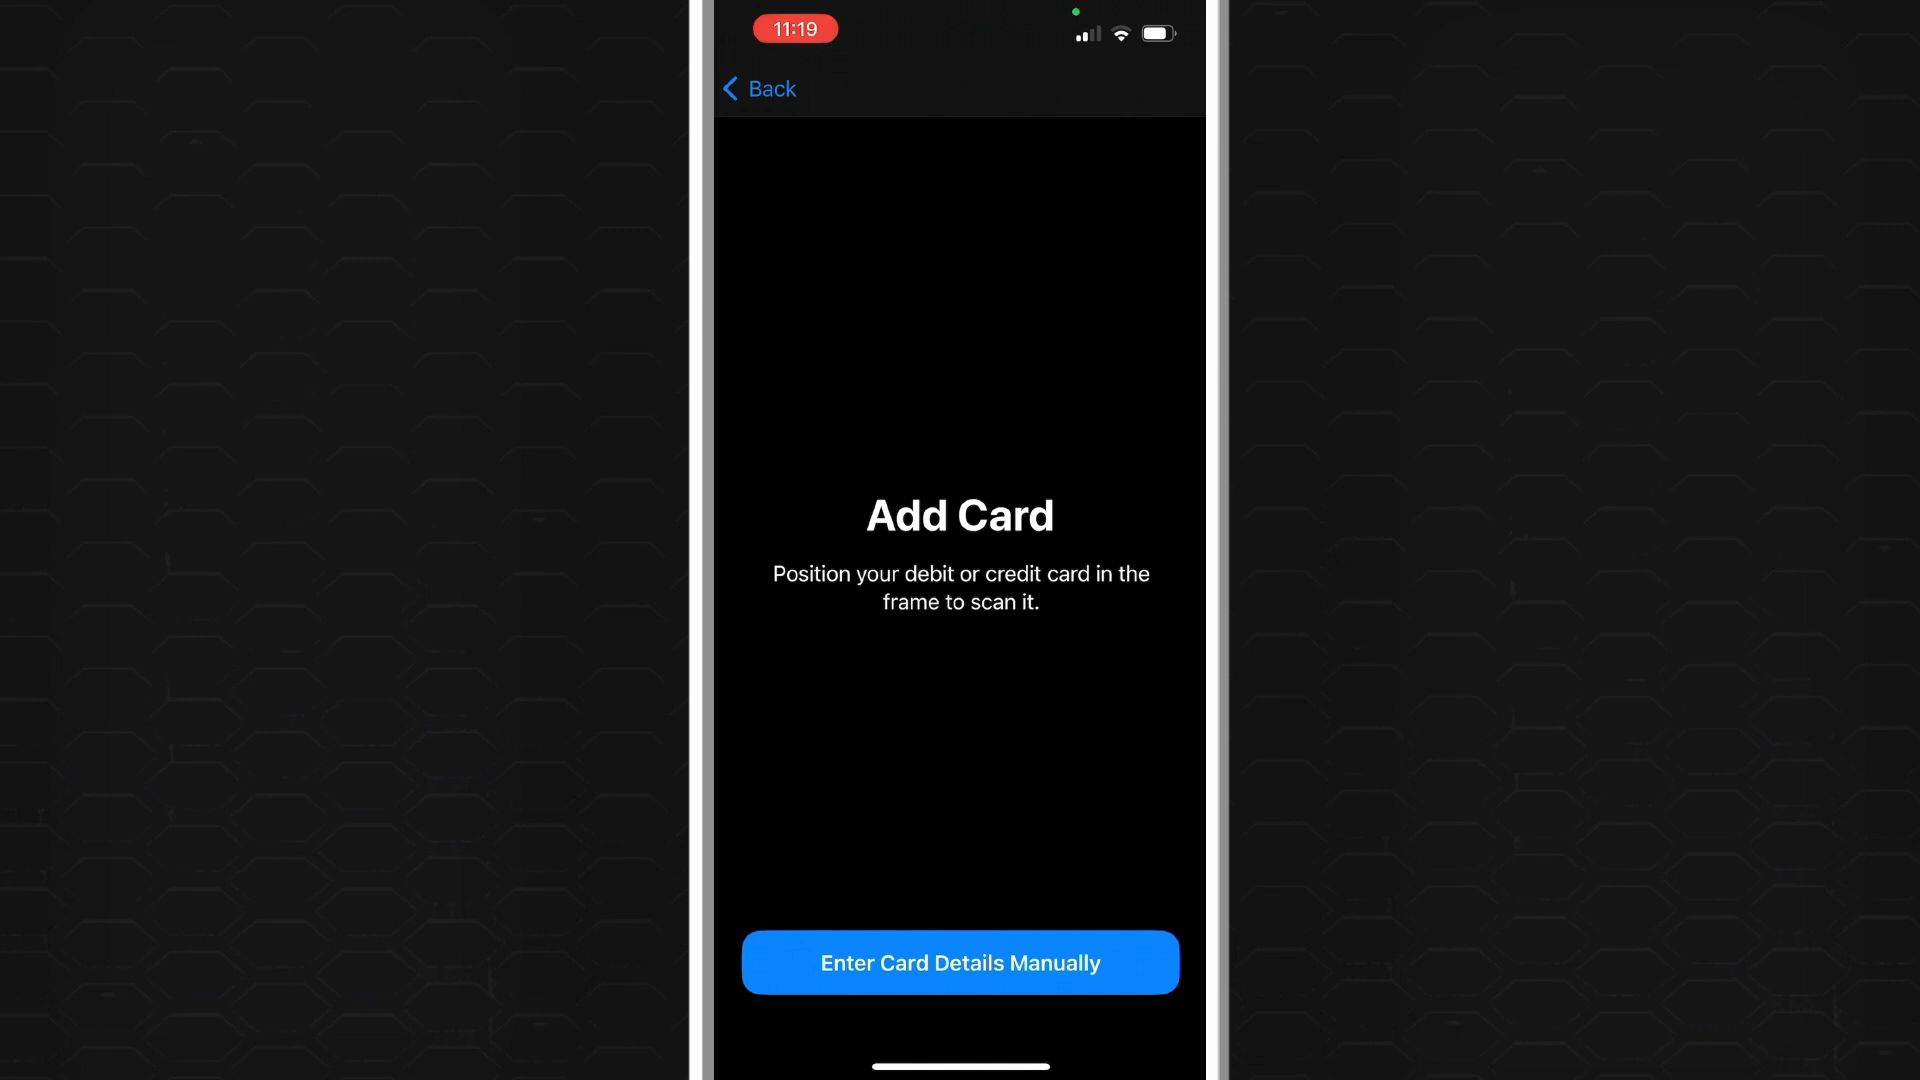 11:19
Back
Add Card
Position your debit or credit card in the
frame to scan it.
Enter Card Details Manually